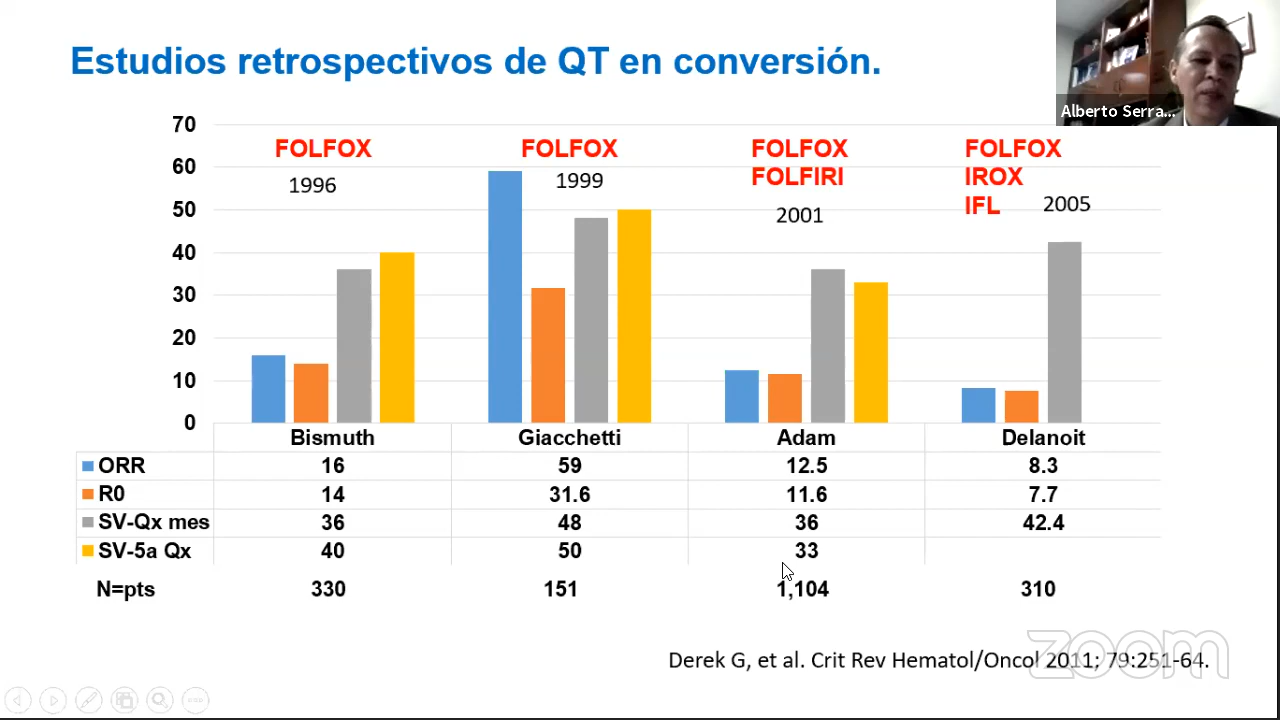 Estudios retrospectivos de QT en conversión.
Alberto Serra...
70
60
50
40
30
20
10
0
FOLFOX
1996
FOLFOX
1999
FOLFOX
FOLFIRI
2001
FOLFOX
IROX
IFL
2005
Bismuth Giacchetti Adam Delanoit
ORR 16 59 12.5 8.3
R0 14 31.6 11.6 7.7
SV-Qx mes 36 48 36 42.4
SV-5a Qx 40 50 33
N=pts 330 151 1,104 310
zoom
Derek G, et al. Crit Rev Hematol/Oncol 2011; 79:251-64.